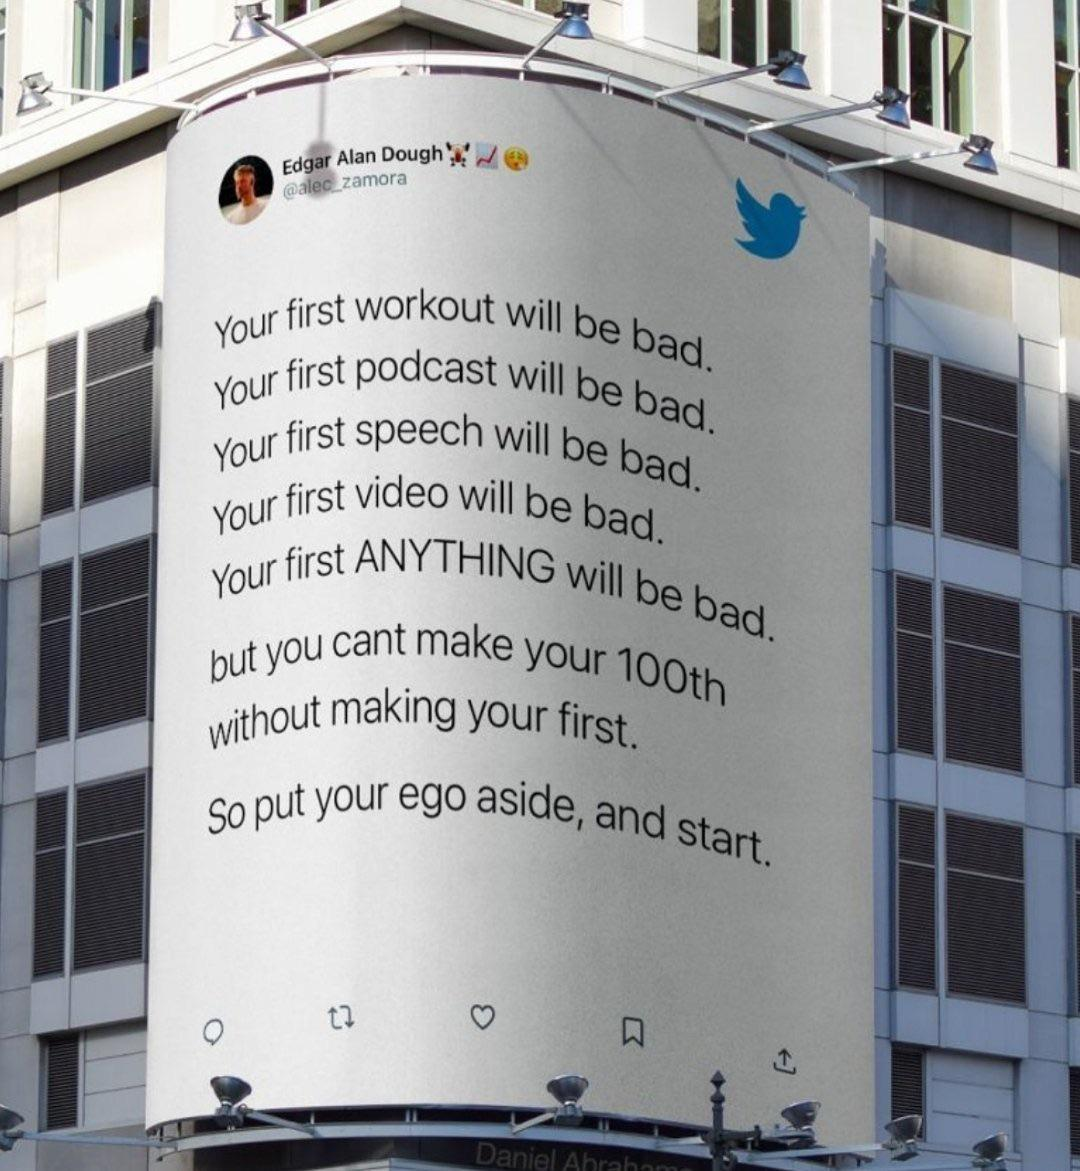 Edgar Alan Dough🏋️📈😮‍💨
@alec_zamora
Your first workout will be bad.
Your first podcast will be bad.
Your first speech will be bad.
Your first video will be bad.
Your first ANYTHING will be bad.
but you cant make your 100th
without making your first.
So put your ego aside, and start.
Daniel Abrahams